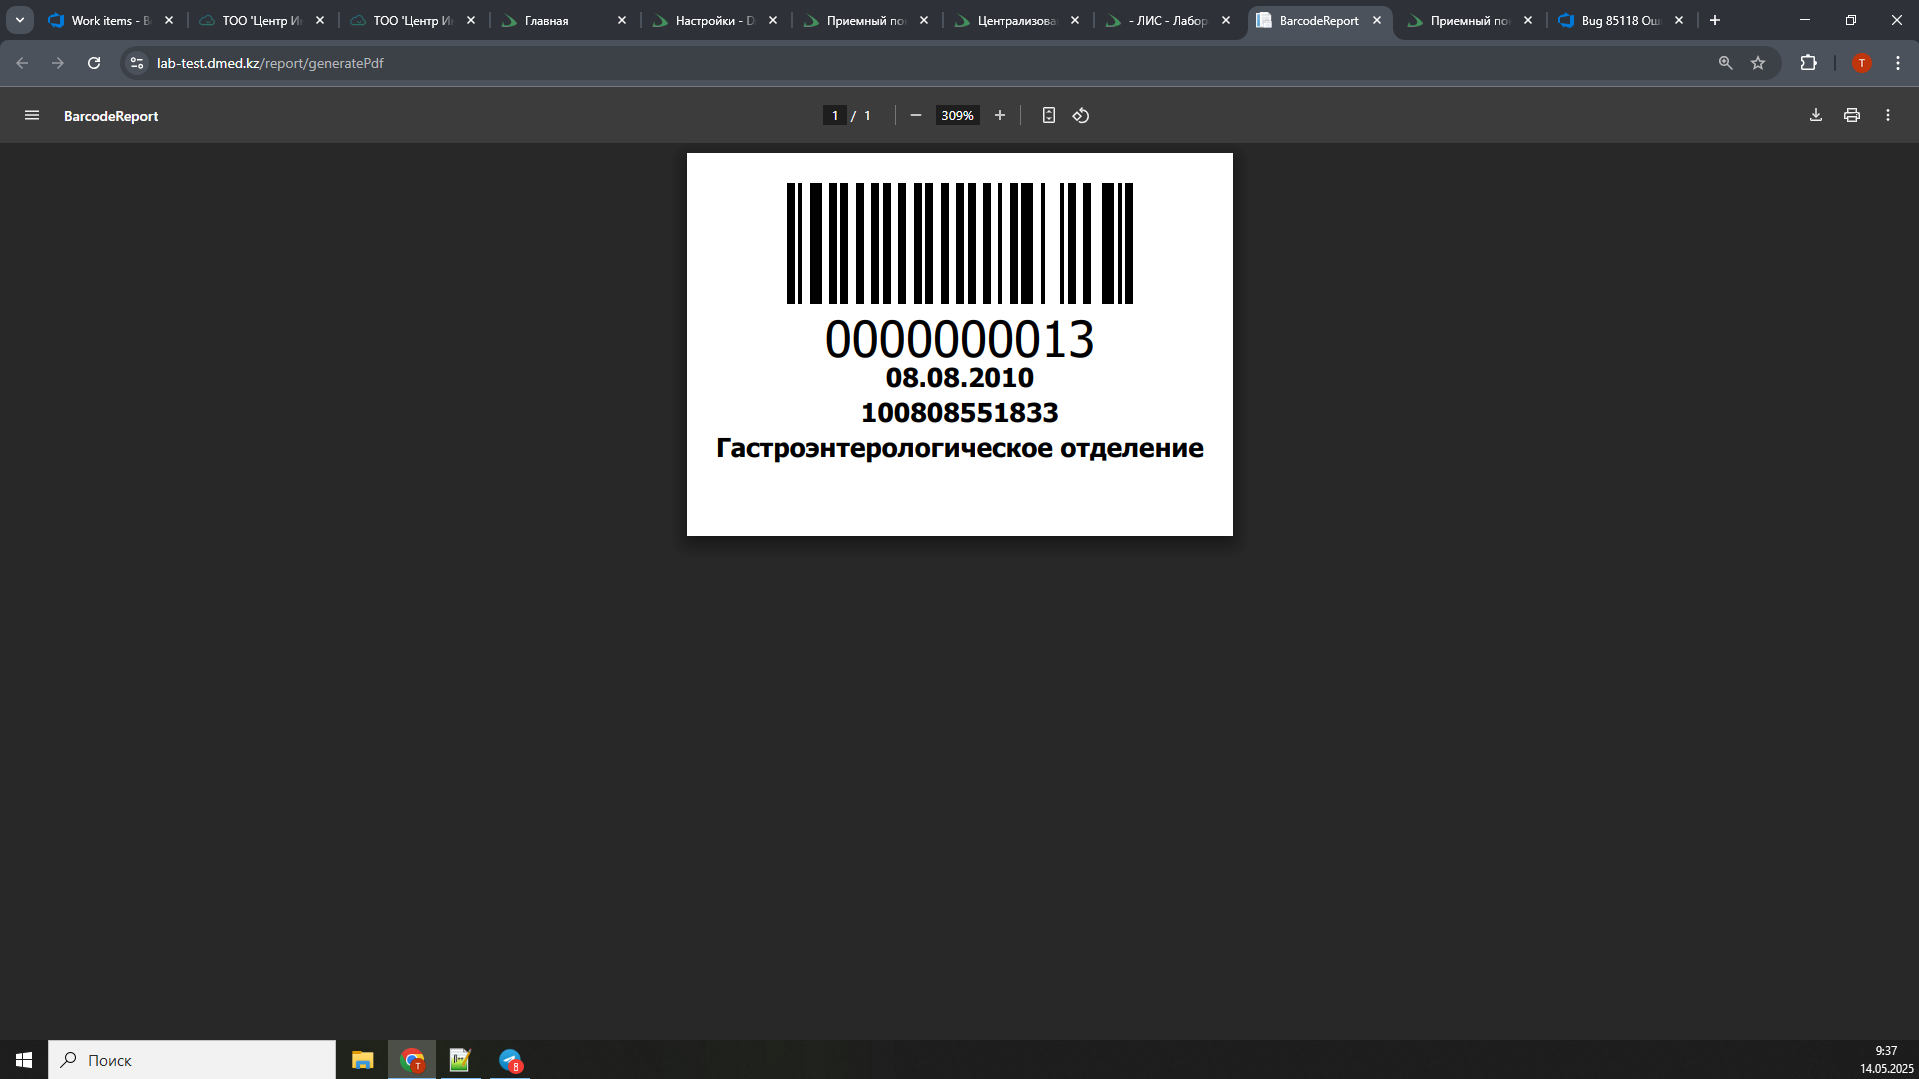 Work items - B
ТОО 'Центр И
ТОО 'Центр И
Главная
Настройки - D
Приемный по
Централизова
- ЛИС - Лабор
BarcodeReport
Приемный по
Bug 85118 Ош
lab-test.dmed.kz/report/generatePdf
T
BarcodeReport
1 / 1
309%
0000000013
08.08.2010
100808551833
Гастроэнтерологическое отделение
Поиск
T
8
9:37
14.05.2025